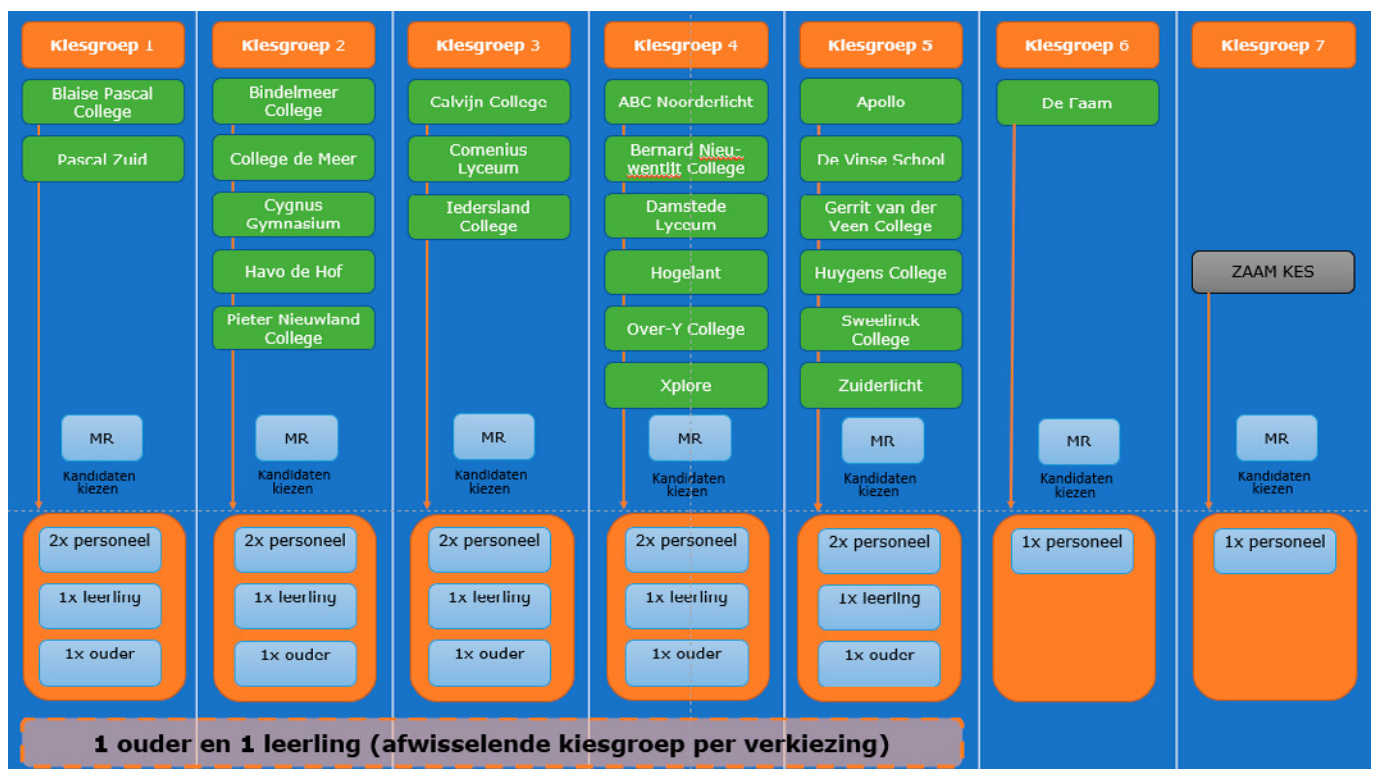 Kiesgroep 1
Blaise Pascal
College
Pascal Zuid
MR
Kandidaten
kiezen
2x personeel
1x leerling
1x ouder
Kiesgroep 2
Bindelmeer
College
College de Meer
Cygnus
Gymnasium
Havo de Hof
Pieter Nieuwland
College
MR
Kandidaten
kiezen
2x personeel
1x leerling
1x ouder
Kiesgroep 3
Calvijn College
Comenius
Lyceum
Iedersland
College
MR
Kandidaten
kiezen
2x personeel
1x leerling
1x ouder
Kiesgroep 4
ABC Noorderlicht
Bernard Nieu-
wentijt College
Damstede
Lyceum
Hogelant
Over-Y College
Xplore
MR
Kandidaten
kiezen
2x personeel
1x leerling
1x ouder
Kiesgroep 5
Apollo
De Vinse School
Gerrit van der
Veen College
Huygens College
Sweelinck
College
Zuiderlicht
MR
Kandidaten
kiezen
2x personeel
1x leerling
1x ouder
Kiesgroep 6
De Faam
MR
Kandidaten
kiezen
1x personeel
Kiesgroep 7
ZAAM KES
MR
Kandidaten
kiezen
1x personeel
1 ouder en 1 leerling (afwisselende kiesgroep per verkiezing)